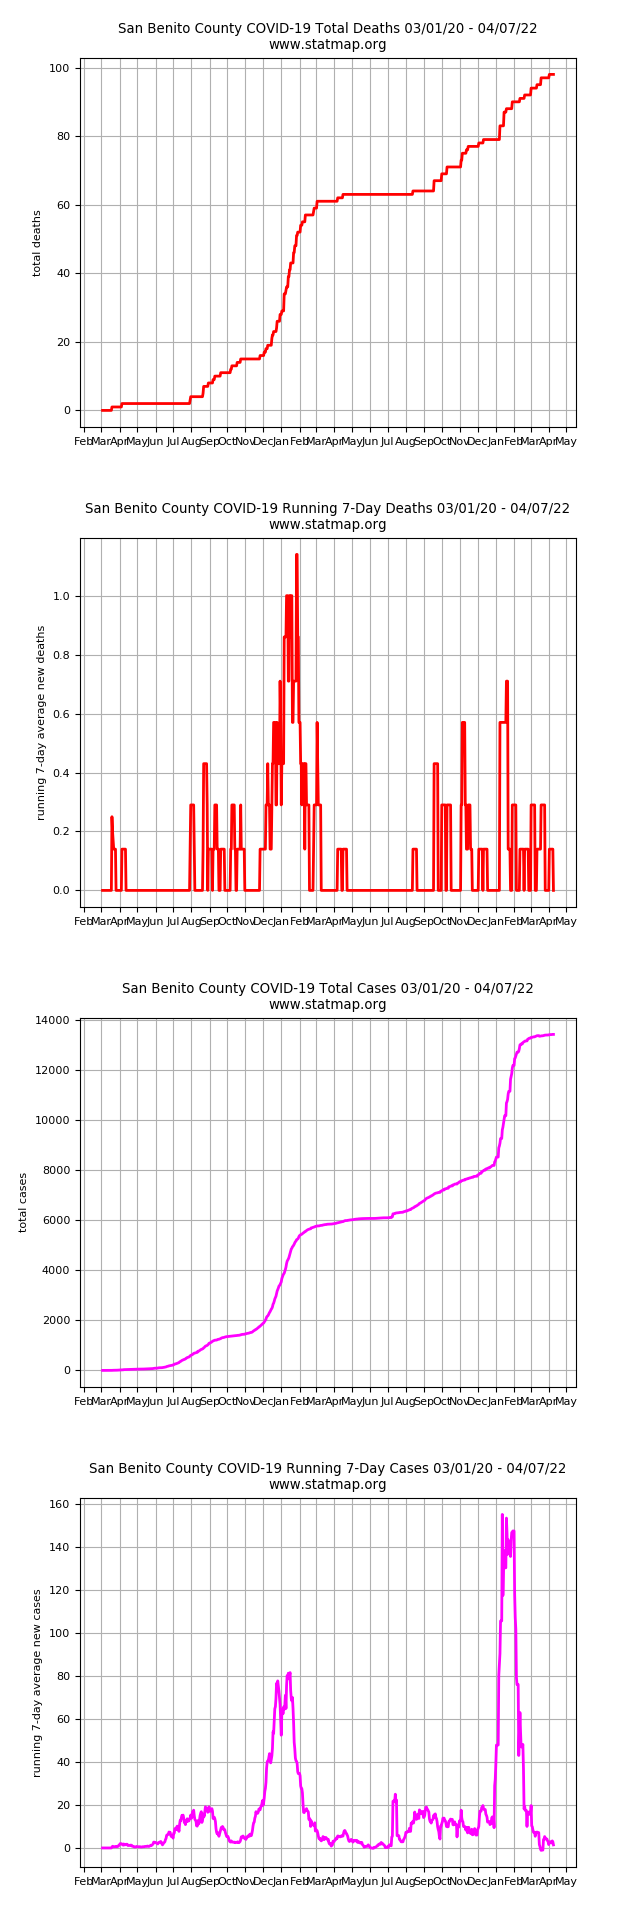 San Benito County COVID-19 Total Deaths 03/01/20 - 04/07/22
www.statmap.org
100
80
60
40
20
0
total deaths
Feb Mar Apr May Jun Jul Aug Sep Oct Nov Dec Jan Feb Mar Apr May Jun Jul Aug Sep Oct Nov Dec Jan Feb Mar Apr May
San Benito County COVID-19 Running 7-Day Deaths 03/01/20 - 04/07/22
www.statmap.org
1.0
0.8
0.6
0.4
0.2
0.0
running 7-day average new deaths
Feb Mar Apr May Jun Jul Aug Sep Oct Nov Dec Jan Feb Mar Apr May Jun Jul Aug Sep Oct Nov Dec Jan Feb Mar Apr May
San Benito County COVID-19 Total Cases 03/01/20 - 04/07/22
www.statmap.org
14000
12000
10000
8000
6000
4000
2000
0
total cases
Feb Mar Apr May Jun Jul Aug Sep Oct Nov Dec Jan Feb Mar Apr May Jun Jul Aug Sep Oct Nov Dec Jan Feb Mar Apr May
San Benito County COVID-19 Running 7-Day Cases 03/01/20 - 04/07/22
www.statmap.org
160
140
120
100
80
60
40
20
0
running 7-day average new cases
Feb Mar Apr May Jun Jul Aug Sep Oct Nov Dec Jan Feb Mar Apr May Jun Jul Aug Sep Oct Nov Dec Jan Feb Mar Apr May